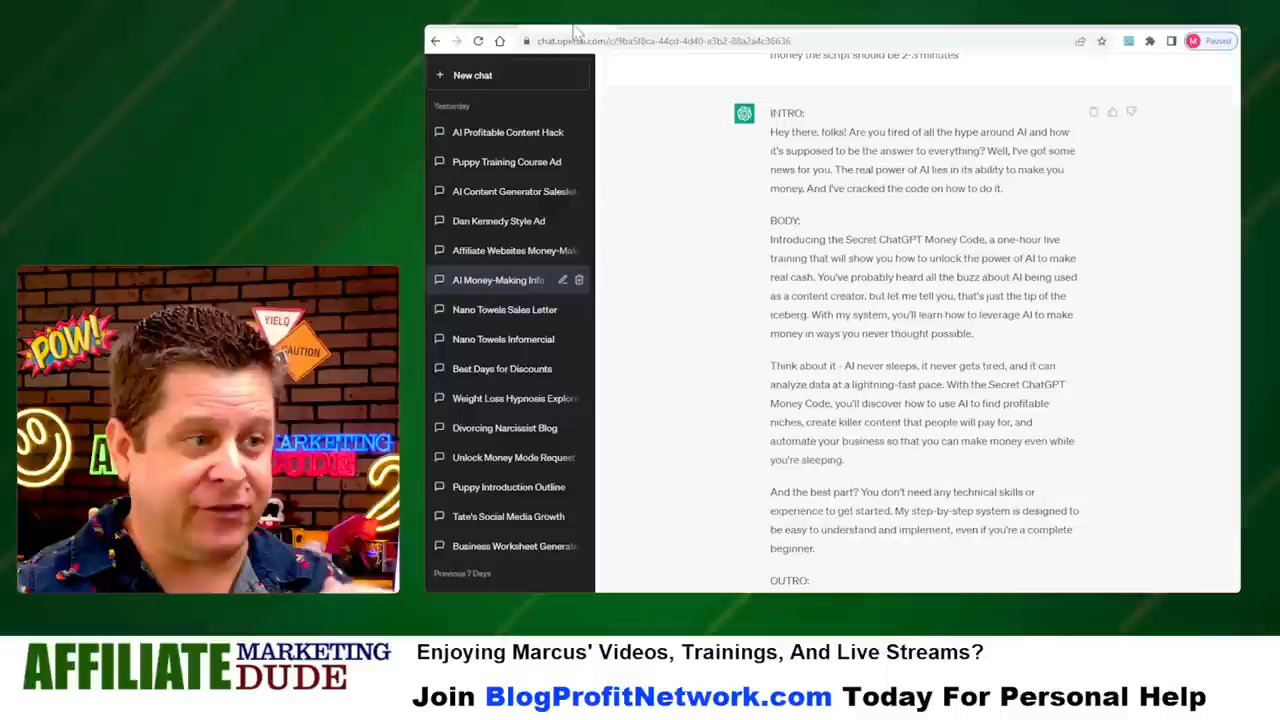 chat.openai.com/c/9ba5f8ca-44cd-4d40-a3b2-88a2a4c36636
M
Paused
+ New chat
Yesterday
AI Profitable Content Hack
Puppy Training Course Ad
AI Content Generator Saleslet
Dan Kennedy Style Ad
Affiliate Websites Money-Mak
AI Money-Making Info
Nano Towels Sales Letter
Nano Towels Infomercial
Best Days for Discounts
Weight Loss Hypnosis Explor
Divorcing Narcissist Blog
Unlock Money Mode Request
Puppy Introduction Outline
Tate's Social Media Growth
Business Worksheet Generat
Previous 7 Days
money the script should be 2-3 minutes
INTRO:
Hey there, folks! Are you tired of all the hype around AI and how
it's supposed to be the answer to everything? Well, I've got some
news for you. The real power of AI lies in its ability to make you
money. And I've cracked the code on how to do it.
BODY:
Introducing the Secret ChatGPT Money Code, a one-hour live
training that will show you how to unlock the power of AI to make
real cash. You've probably heard all the buzz about AI being used
as a content creator, but let me tell you, that's just the tip of the
iceberg. With my system, you'll learn how to leverage AI to make
money in ways you never thought possible.
Think about it - AI never sleeps, it never gets tired, and it can
analyze data at a lightning-fast pace. With the Secret ChatGPT
Money Code, you'll discover how to use AI to find profitable
niches, create killer content that people will pay for, and
automate your business so that you can make money even while
you're sleeping.
And the best part? You don't need any technical skills or
experience to get started. My step-by-step system is designed to
be easy to understand and implement, even if you're a complete
beginner.
OUTRO:
POW!
YIELD
CAUTION
MARKETING
AFFILIATE MARKETING DUDE
Enjoying Marcus' Videos, Trainings, And Live Streams?
Join BlogProfitNetwork.com Today For Personal Help